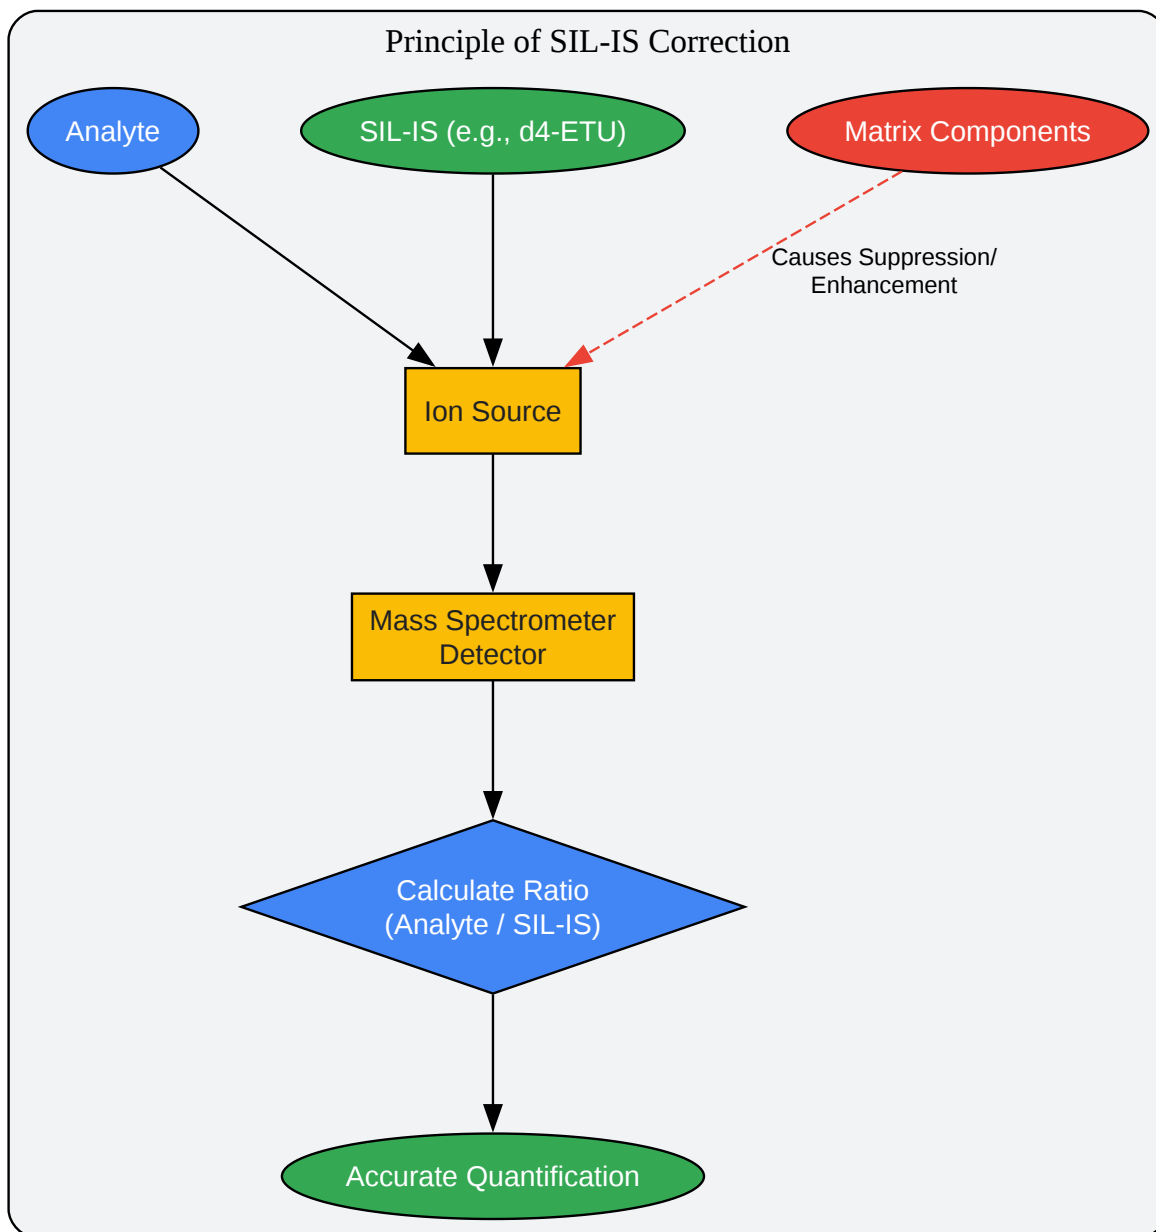 Principle of SIL-IS Correction
Analyte
SIL-IS (e.g., d4-ETU)
Matrix Components
Causes Suppression/
Enhancement
Ion Source
Mass Spectrometer
Detector
Calculate Ratio
(Analyte / SIL-IS)
Accurate Quantification